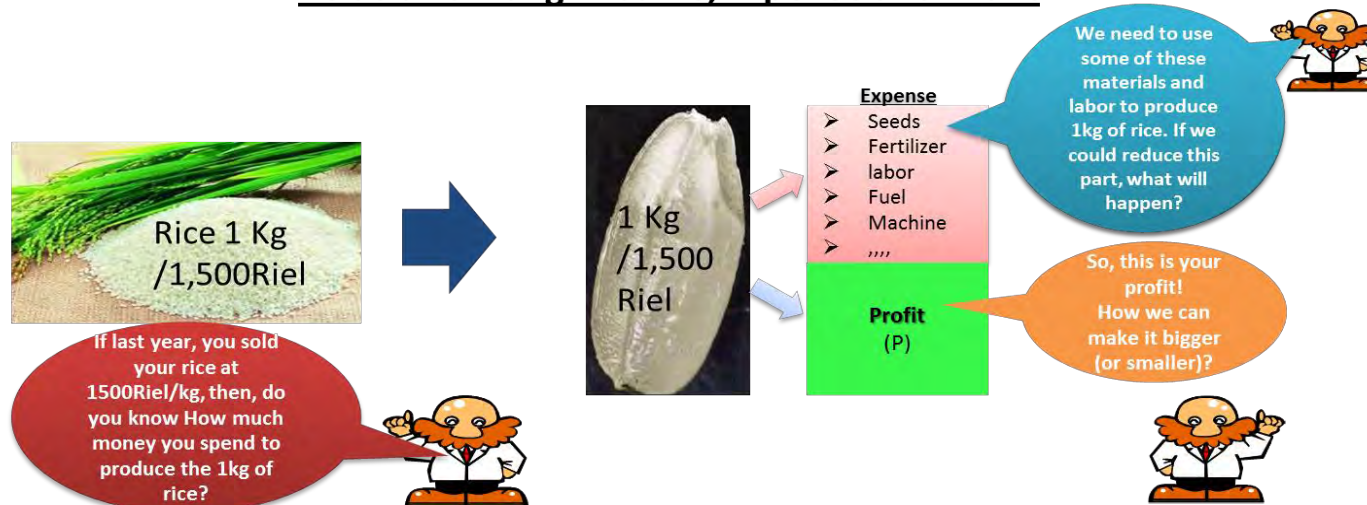 Rice 1 Kg
/1,500Riel
If last year, you sold
your rice at
1500Riel/kg, then, do
you know How much
money you spend to
produce the 1kg of
rice?
1 Kg
/1,500
Riel
Expense
➢ Seeds
➢ Fertilizer
➢ labor
➢ Fuel
➢ Machine
➢ ,,,,
Profit
(P)
We need to use
some of these
materials and
labor to produce
1kg of rice. If we
could reduce this
part, what will
happen?
So, this is your
profit!
How we can
make it bigger
(or smaller)?